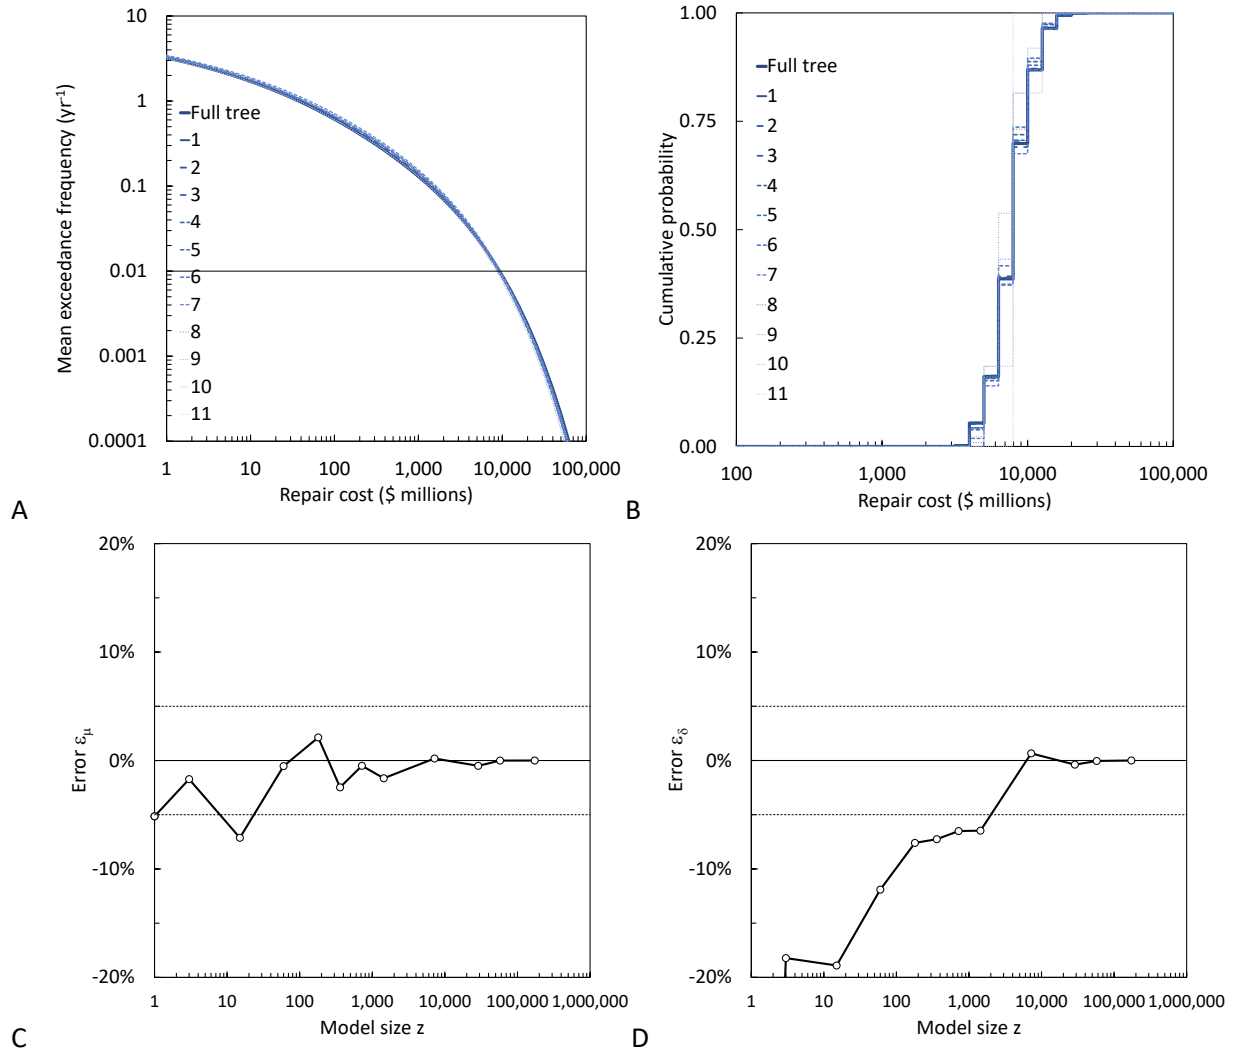 10
1
0.1
0.01
0.001
0.0001
Mean exceedance frequency (yr-1)
Full tree
1
2
3
4
5
6
7
8
9
10
11
1 10 100 1,000 10,000 100,000
Repair cost ($ millions)
A
1.00
0.75
0.50
0.25
0.00
Cumulative probability
Full tree
1
2
3
4
5
6
7
8
9
10
11
100 1,000 10,000 100,000
Repair cost ($ millions)
B
20%
10%
0%
-10%
-20%
Error εμ
1 10 100 1,000 10,000 100,000 1,000,000
Model size z
C
20%
10%
0%
-10%
-20%
Error εδ
1 10 100 1,000 10,000 100,000 1,000,000
Model size z
D